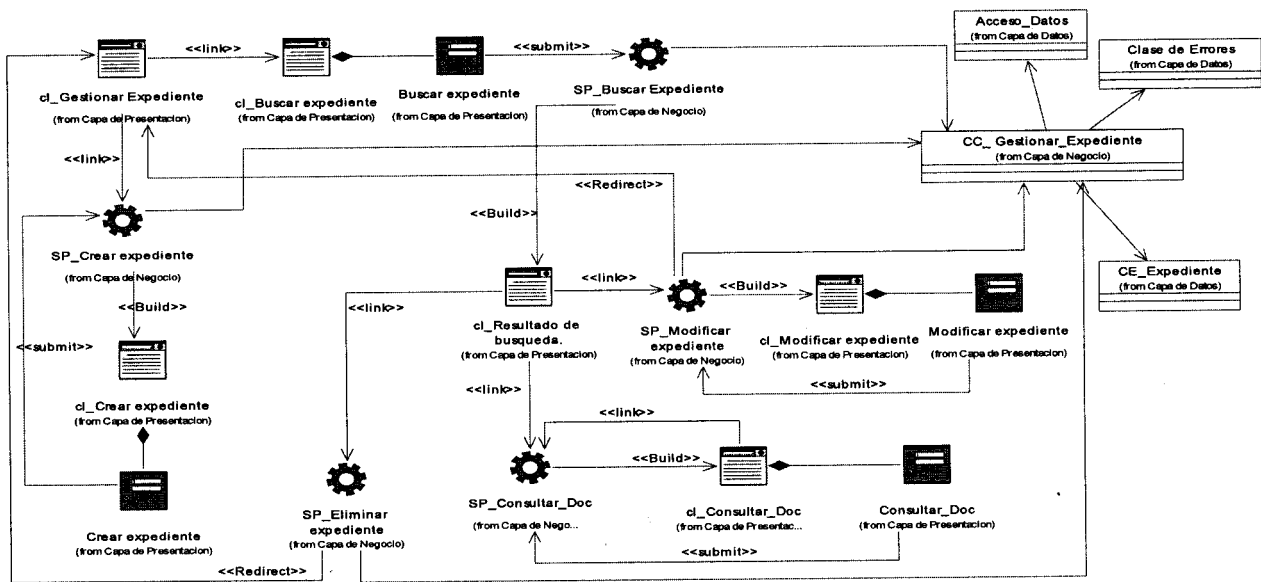 Acceso_Datos
(from Capa de Datos)
Clase de Errores
(from Capa de Datos)
<<link>>
<<submit>>
cl_Gestionar Expediente
(from Capa de Presentacion)
cl_Buscar expediente
(from Capa de Presentacion)
Buscar expediente
(from Capa de Presentacion)
SP_Buscar Expediente
(from Capa de Negocio)
CC_ Gestionar_Expediente
(from Capa de Negocio)
<<link>>
<<Redirect>>
<<Build>>
SP_Crear expediente
(from Capa de Negocio)
CE_Expediente
(from Capa de Datos)
<<link>>
<<Build>>
<<Build>>
<<link>>
cl_Resultado de
busqueda.
(from Capa de Presentacion)
SP_Modificar
expediente
(from Capa de Negocio)
cl_Modificar expediente
(from Capa de Presentacion)
Modificar expediente
(from Capa de Presentacion)
<<submit>>
<<submit>>
<<link>>
<<link>>
cl_Crear expediente
(from Capa de Presentacion)
<<Build>>
SP_Consultar_Doc
(from Capa de Nego...
cl_Consultar_Doc
(from Capa de Presentac...
Consultar_Doc
(from Capa de Presentacion)
SP_Eliminar
expediente
(from Capa de Negocio)
Crear expediente
(from Capa de Presentacion)
<<submit>>
<<Redirect>>